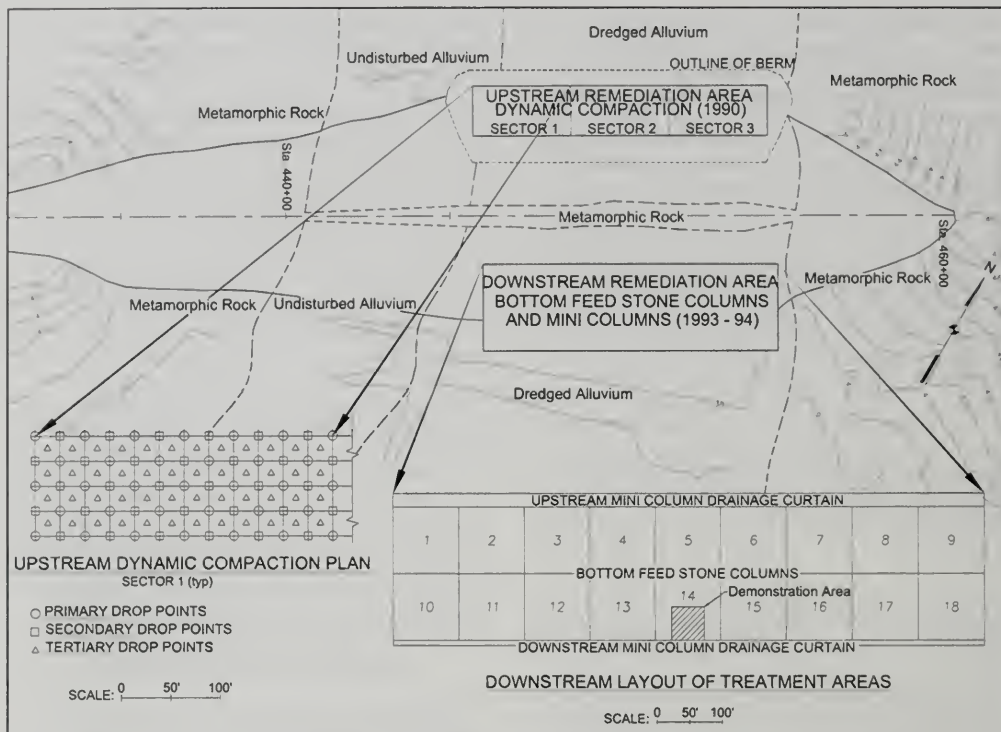 Dredged Alluvium
Undisturbed Alluvium
OUTLINE OF BERM
Metamorphic Rock
Metamorphic Rock
UPSTREAM REMEDIATION AREA
DYNAMIC COMPACTION (1990)
SECTOR 1 SECTOR 2 SECTOR 3
Sta 440+00
Metamorphic Rock
Sta 460+00
N
DOWNSTREAM REMEDIATION AREA
BOTTOM FEED STONE COLUMNS
AND MINI COLUMNS (1993 - 94)
Metamorphic Rock
Metamorphic Rock
Undisturbed Alluvium
Dredged Alluvium
UPSTREAM DYNAMIC COMPACTION PLAN
SECTOR 1 (typ)
PRIMARY DROP POINTS
SECONDARY DROP POINTS
TERTIARY DROP POINTS
SCALE: 0 50' 100'
UPSTREAM MINI COLUMN DRAINAGE CURTAIN
1 2 3 4 5 6 7 8 9
BOTTOM FEED STONE COLUMNS
10 11 12 13 14 15 16 17 18
Demonstration Area
DOWNSTREAM MINI COLUMN DRAINAGE CURTAIN
DOWNSTREAM LAYOUT OF TREATMENT AREAS
SCALE: 0 50' 100'